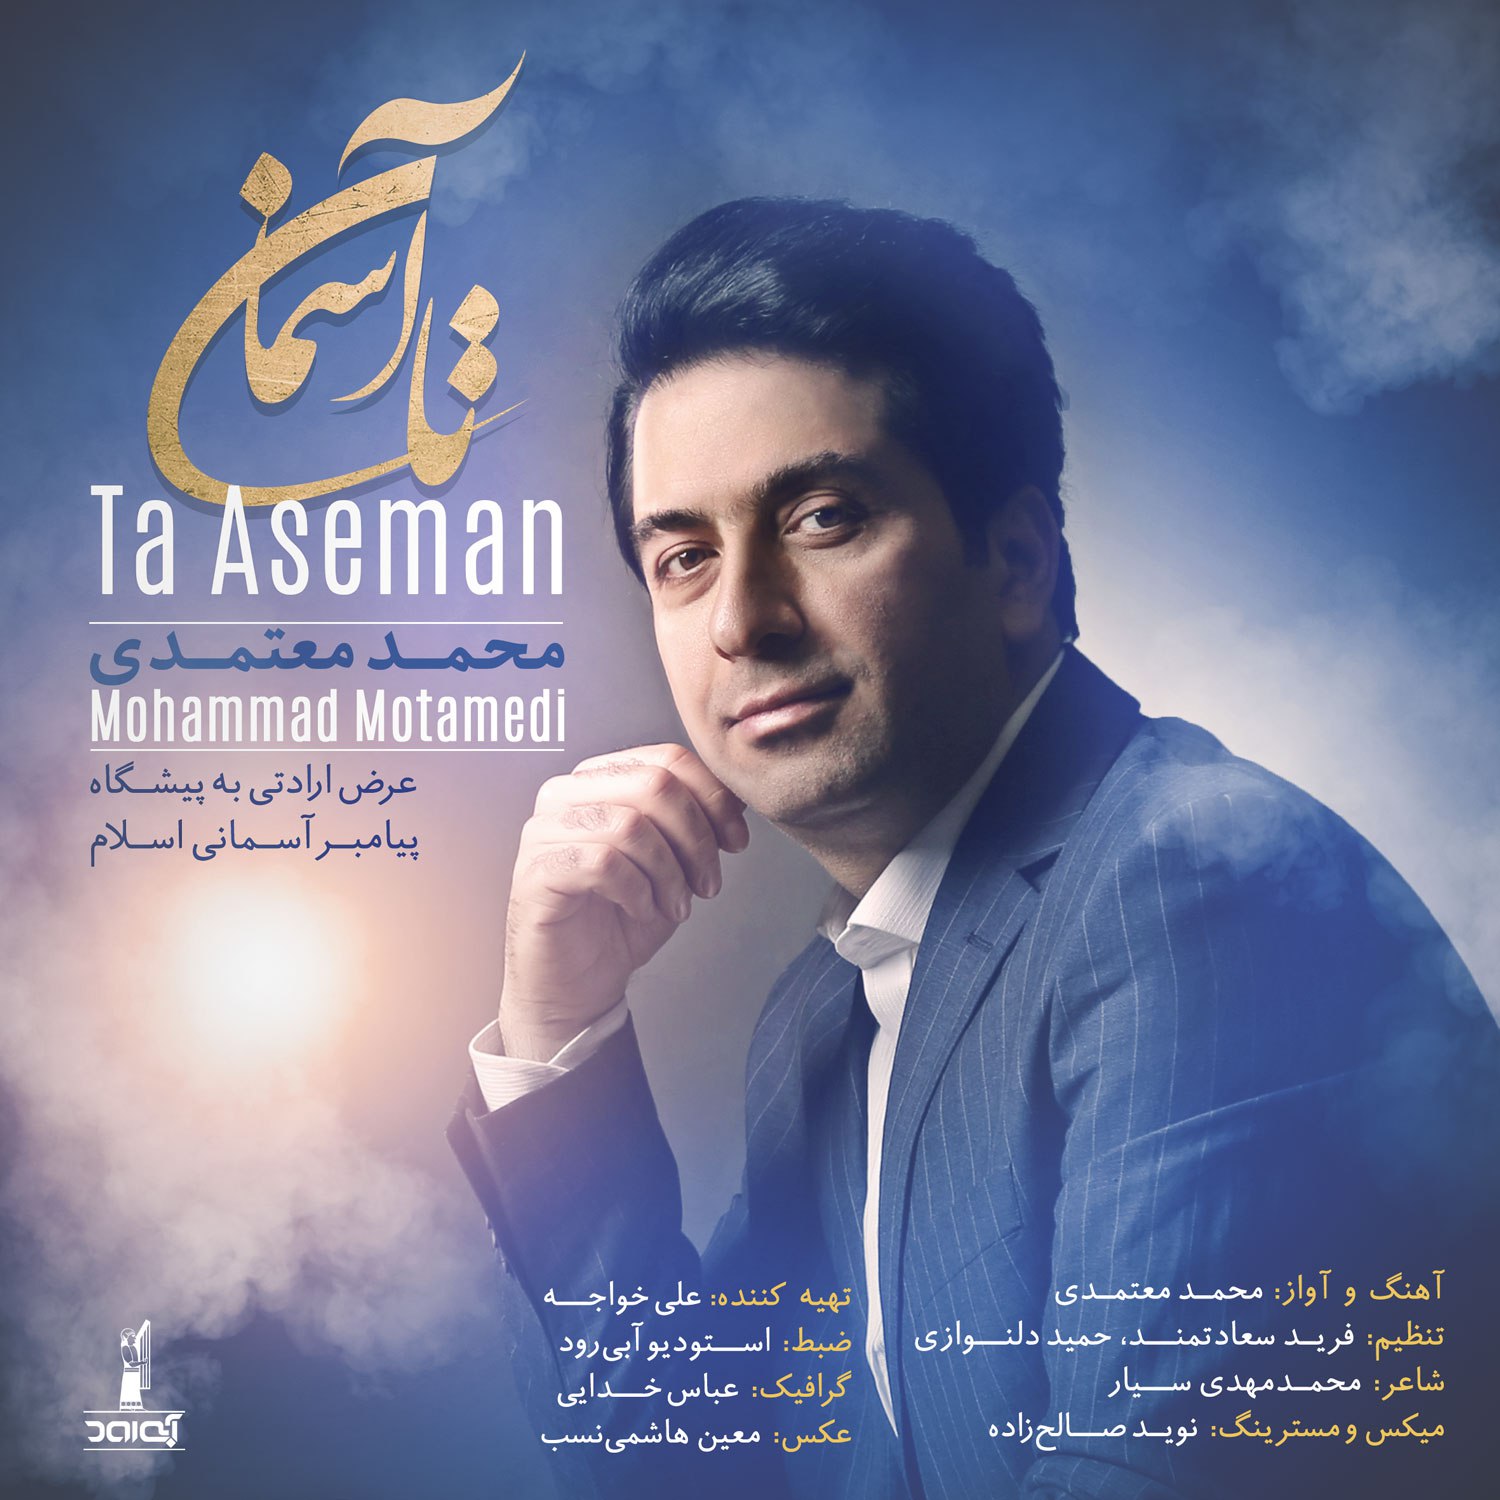 تا آسمان
Ta Aseman
محمد معتمدی
Mohammad Motamedi
عرض ارادتی به پیشگاه
پیامبر آسمانی اسلام
آهنگ و آواز: محمد معتمدی
تنظیم: فرید سعادتمند، حمید دلنوازی
شاعر: محمدمهدی سیار
میکس و مسترینگ: نوید صالح‌زاده
تهیه کننده: علی خواجه
ضبط: استودیو آبی‌رود
گرافیک: عباس خدایی
عکس: معین هاشمی‌نسب